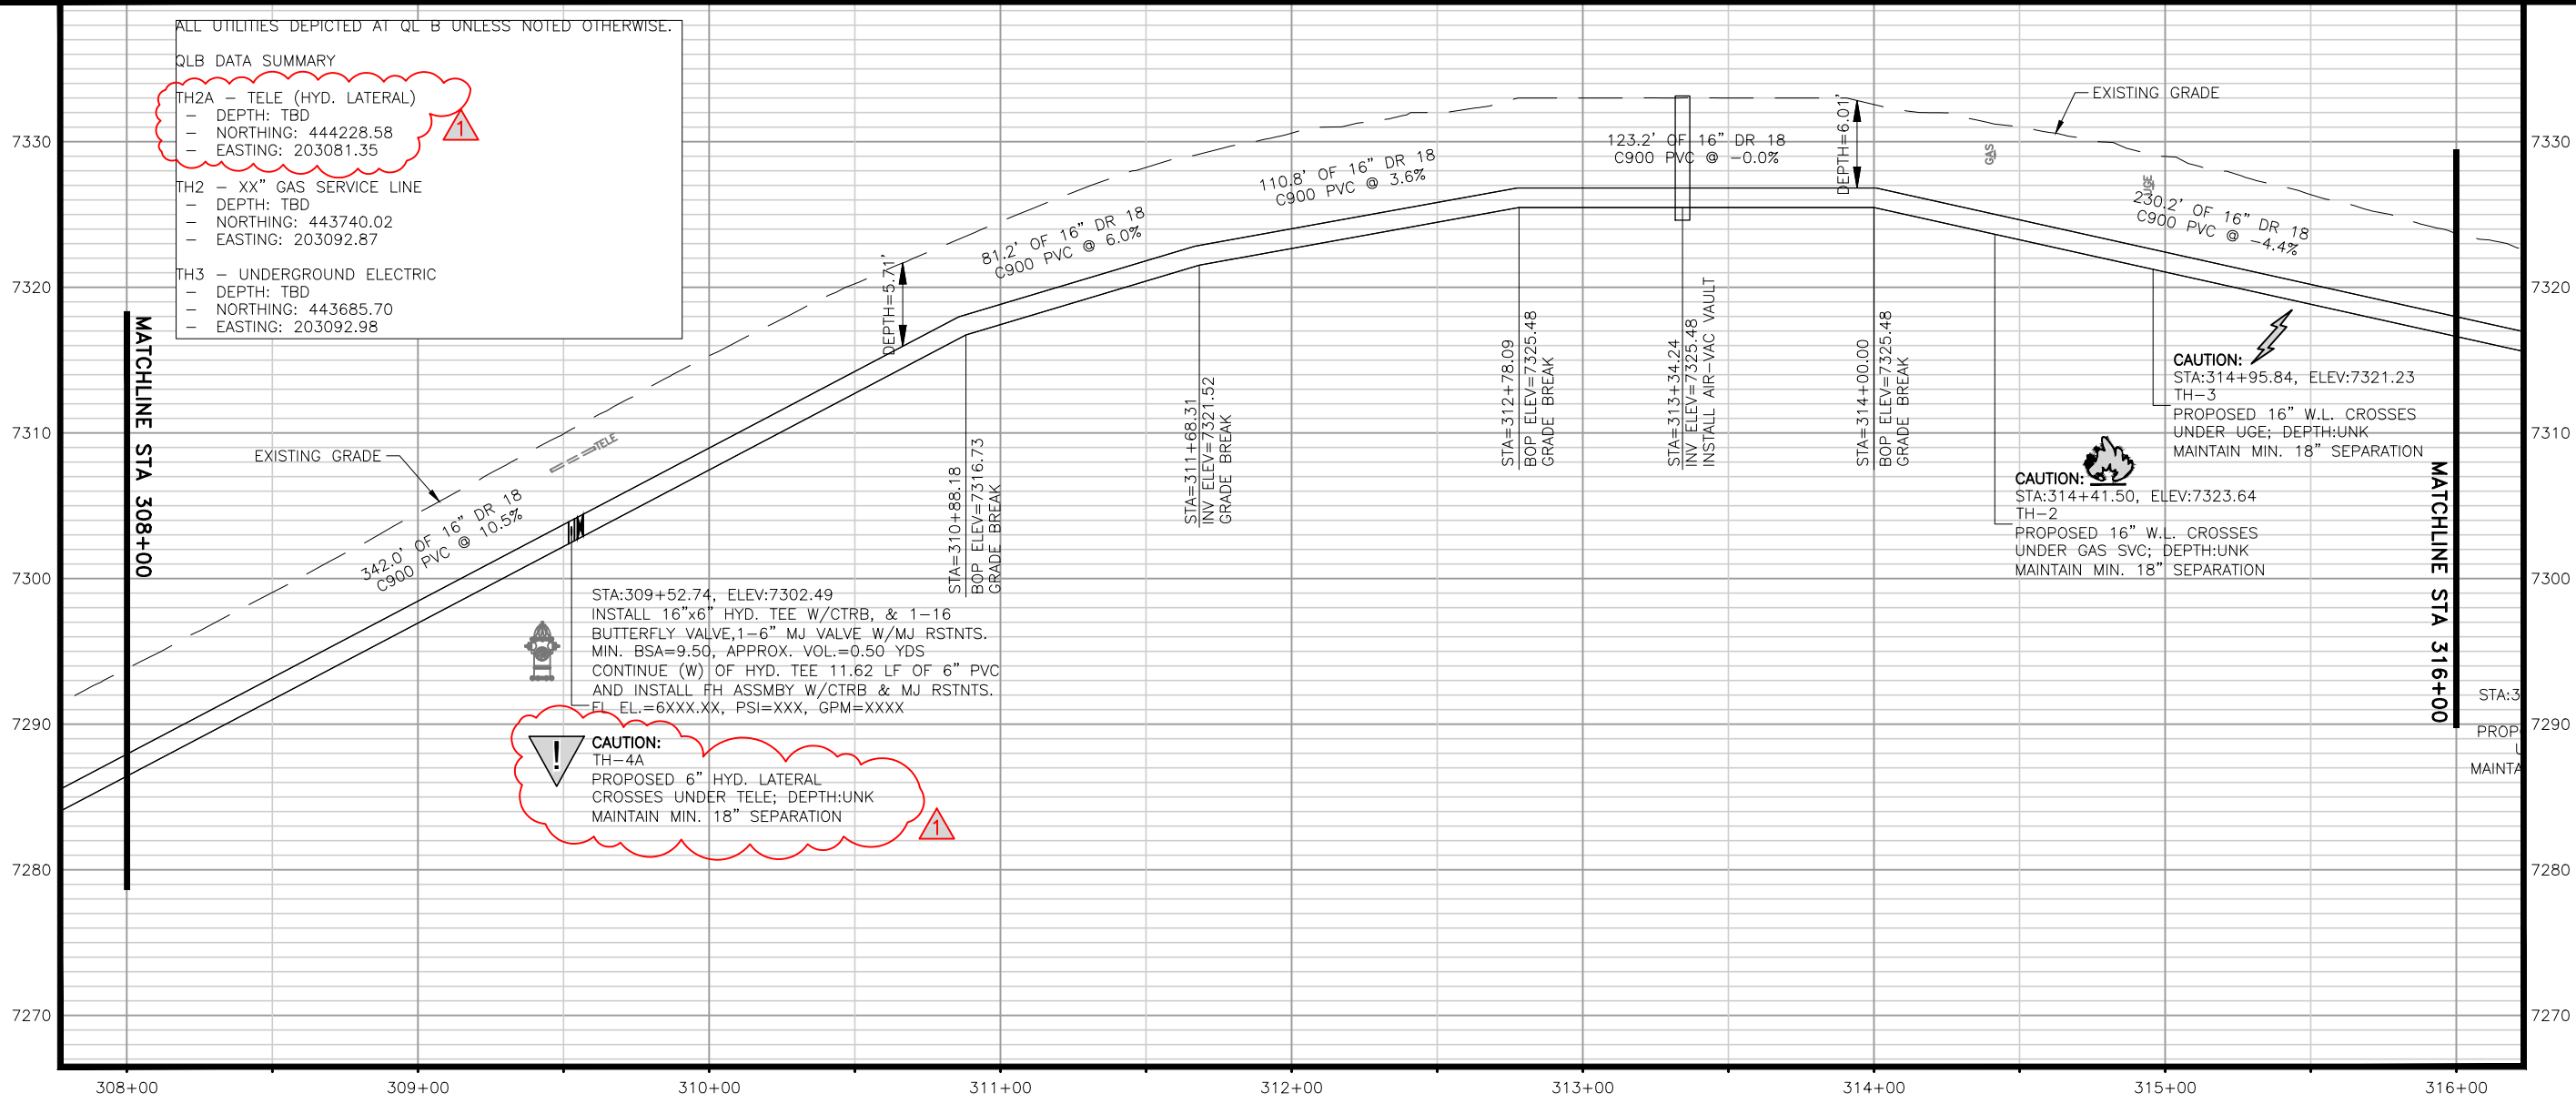 ALL UTILITIES DEPICTED AT QL B UNLESS NOTED OTHERWISE.
QLB DATA SUMMARY
TH2A – TELE (HYD. LATERAL)
– DEPTH: TBD
– NORTHING: 444228.58
– EASTING: 203081.35
1
TH2 – XX" GAS SERVICE LINE
– DEPTH: TBD
– NORTHING: 443740.02
– EASTING: 203092.87
TH3 – UNDERGROUND ELECTRIC
– DEPTH: TBD
– NORTHING: 443685.70
– EASTING: 203092.98
7330
7320
7310
7300
7290
7280
7270
MATCHLINE STA 308+00
EXISTING GRADE
342.0' OF 16" DR 18
C900 PVC @ 10.5%
TELE
STA:309+52.74, ELEV:7302.49
INSTALL 16"x6" HYD. TEE W/CTRB, & 1–16
BUTTERFLY VALVE,1–6" MJ VALVE W/MJ RSTNTS.
MIN. BSA=9.50, APPROX. VOL.=0.50 YDS
CONTINUE (W) OF HYD. TEE 11.62 LF OF 6" PVC
AND INSTALL FH ASSMBY W/CTRB & MJ RSTNTS.
FL EL.=6XXX.XX, PSI=XXX, GPM=XXXX
!
CAUTION:
TH–4A
PROPOSED 6" HYD. LATERAL
CROSSES UNDER TELE; DEPTH:UNK
MAINTAIN MIN. 18" SEPARATION
1
DEPTH=5.71'
STA=310+88.18
BOP ELEV=7316.73
GRADE BREAK
81.2' OF 16" DR 18
C900 PVC @ 6.0%
STA=311+68.31
INV ELEV=7321.52
GRADE BREAK
110.8' OF 16" DR 18
C900 PVC @ 3.6%
STA=312+78.09
BOP ELEV=7325.48
GRADE BREAK
123.2' OF 16" DR 18
C900 PVC @ –0.0%
STA=313+34.24
INV ELEV=7325.48
INSTALL AIR–VAC VAULT
DEPTH=6.01'
STA=314+00.00
BOP ELEV=7325.48
GRADE BREAK
EXISTING GRADE
GAS
UGE
230.2' OF 16" DR 18
C900 PVC @ –4.4%
CAUTION:
STA:314+95.84, ELEV:7321.23
TH–3
PROPOSED 16" W.L. CROSSES
UNDER UGE; DEPTH:UNK
MAINTAIN MIN. 18" SEPARATION
CAUTION:
STA:314+41.50, ELEV:7323.64
TH–2
PROPOSED 16" W.L. CROSSES
UNDER GAS SVC; DEPTH:UNK
MAINTAIN MIN. 18" SEPARATION
MATCHLINE STA 316+00
STA:3
PROP
MAINTA
7330
7320
7310
7300
7290
7280
7270
308+00
309+00
310+00
311+00
312+00
313+00
314+00
315+00
316+00